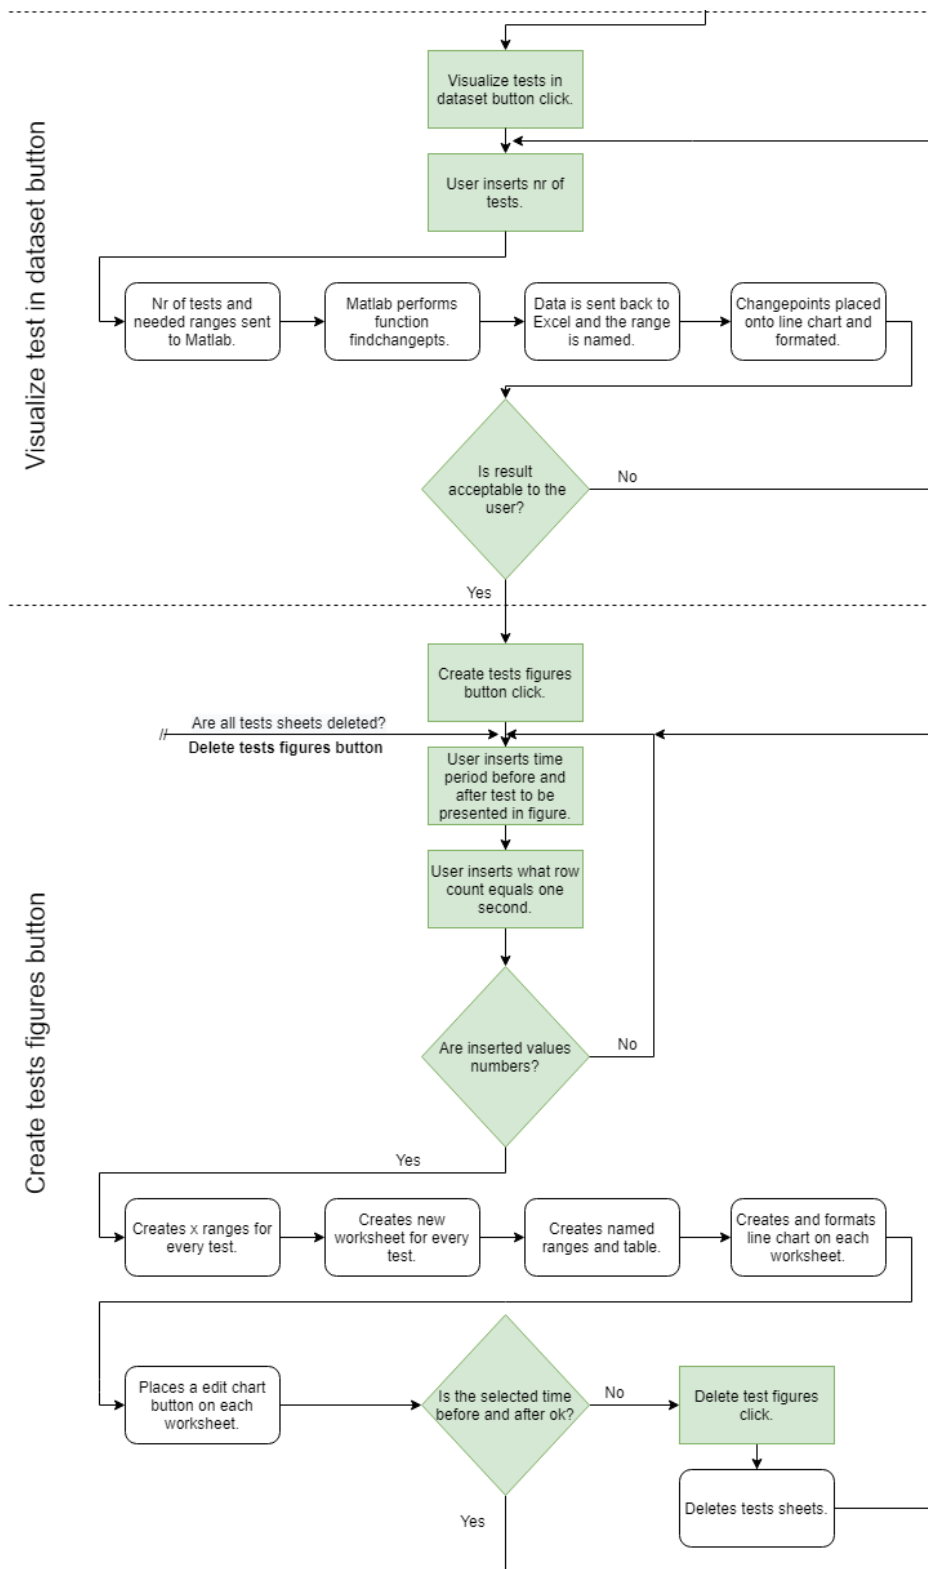 Visualize test in dataset button
Visualize tests in
dataset button click.
User inserts nr of
tests.
Nr of tests and
needed ranges sent
to Matlab.
Matlab performs
function
findchangepts.
Data is sent back to
Excel and the range
is named.
Changepoints placed
onto line chart and
formated.
Is result
acceptable to the
user?
No
Yes
Create tests figures button
Create tests figures
button click.
Are all tests sheets deleted?
Delete tests figures button
User inserts time
period before and
after test to be
presented in figure.
User inserts what row
count equals one
second.
Are inserted values
numbers?
No
Yes
Creates x ranges for
every test.
Creates new
worksheet for every
test.
Creates named
ranges and table.
Creates and formats
line chart on each
worksheet.
Places a edit chart
button on each
worksheet.
Is the selected time
before and after ok?
No
Delete test figures
click.
Deletes tests sheets.
Yes